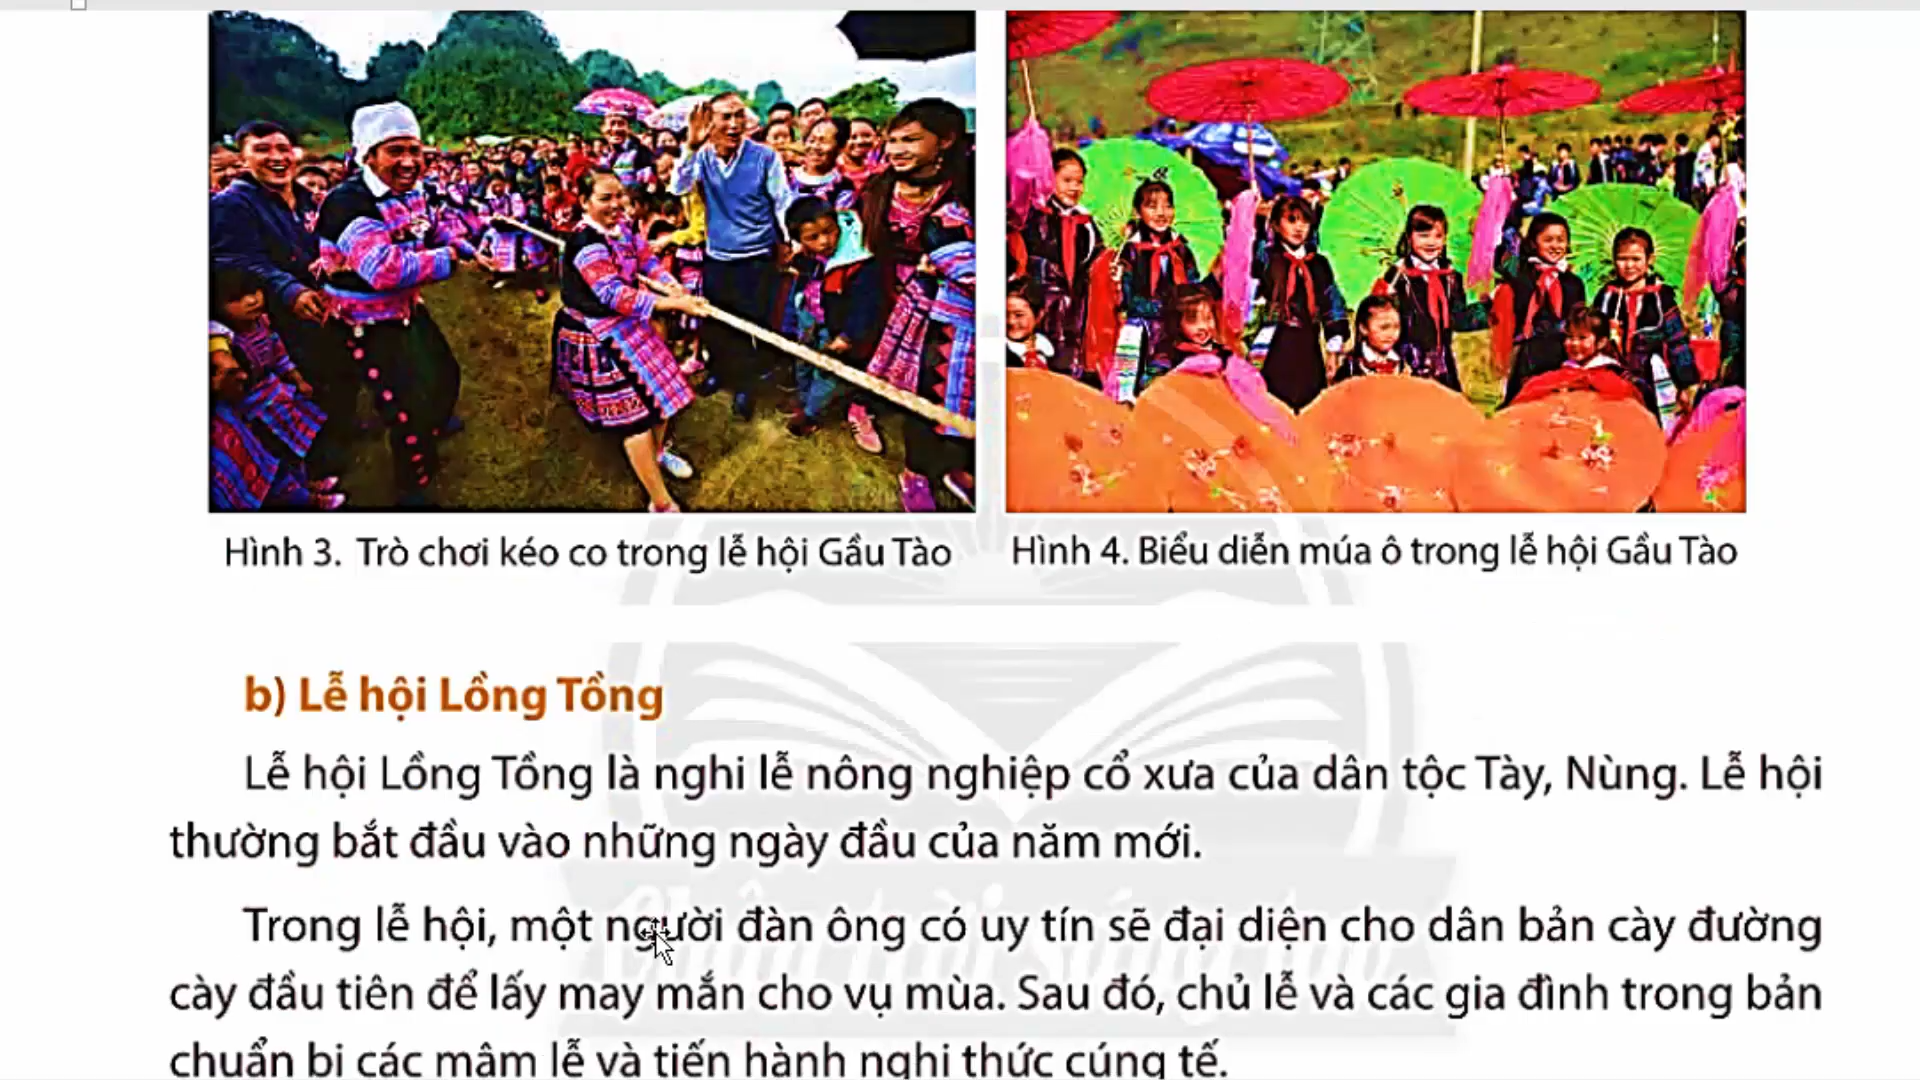 Hình 3. Trò chơi kéo co trong lễ hội Gầu Tào
Hình 4. Biểu diễn múa ô trong lễ hội Gầu Tào
b) Lễ hội Lồng Tồng
Lễ hội Lồng Tồng là nghi lễ nông nghiệp cổ xưa của dân tộc Tày, Nùng. Lễ hội
thường bắt đầu vào những ngày đầu của năm mới.
Trong lễ hội, một người đàn ông có uy tín sẽ đại diện cho dân bản cày đường
cày đầu tiên để lấy may mắn cho vụ mùa. Sau đó, chủ lễ và các gia đình trong bản
chuẩn bị các mâm lễ và tiến hành nghi thức cúng tế.
Chân trời sáng tạo